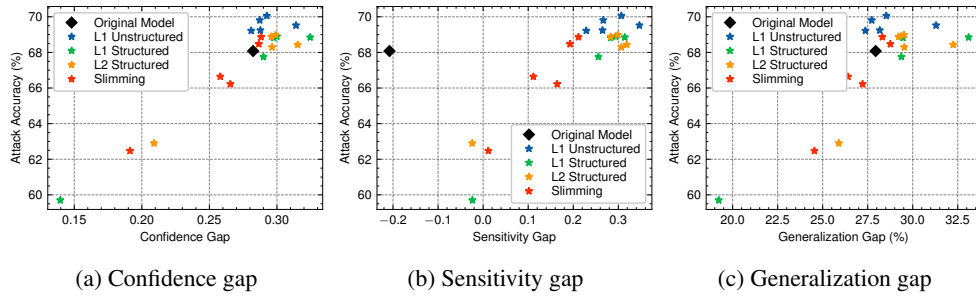 Attack Accuracy (%)
70
68
66
64
62
60
Original Model
L1 Unstructured
L1 Structured
L2 Structured
Slimming
0.15
0.20
0.25
0.30
Confidence Gap
(a) Confidence gap
Attack Accuracy (%)
70
68
66
64
62
60
Original Model
L1 Unstructured
L1 Structured
L2 Structured
Slimming
−0.2
−0.1
0.0
0.1
0.2
0.3
Sensitivity Gap
(b) Sensitivity gap
Attack Accuracy (%)
70
68
66
64
62
60
Original Model
L1 Unstructured
L1 Structured
L2 Structured
Slimming
20.0
22.5
25.0
27.5
30.0
32.5
Generalization Gap (%)
(c) Generalization gap